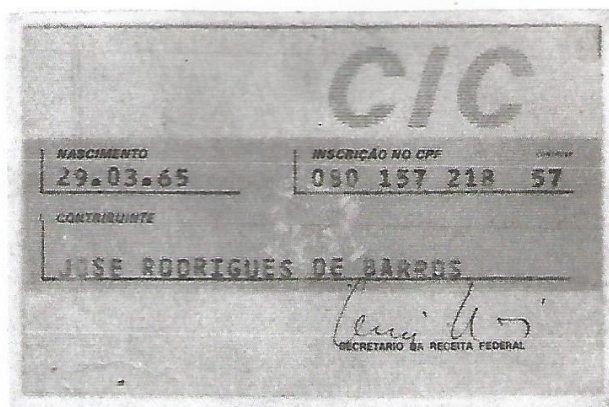 CIC
NASCIMENTO
INSCRIÇÃO NO CPF
CONTROLE
29.03.65
080 157 218 57
CONTRIBUINTE
JOSE RODRIGUES DE BARROS
SECRETARIO DA RECEITA FEDERAL